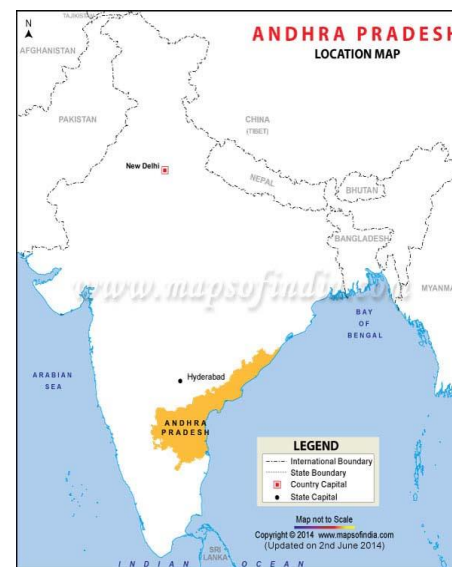 TAJIKISTAN
N
ANDHRA PRADESH
LOCATION MAP
AFGHANISTAN
PAKISTAN
CHINA
(TIBET)
New Delhi
NEPAL
BHUTAN
BANGLADESH
www.mapsofindia.com
MYANMA
BAY
OF
BENGAL
ARABIAN
SEA
Hyderabad
ANDHRA
PRADESH
LEGEND
International Boundary
State Boundary
Country Capital
State Capital
Map not to Scale
Copyright © 2014 www.mapsofindia.com
(Updated on 2nd June 2014)
SRI
LANKA
INDIAN OCEAN